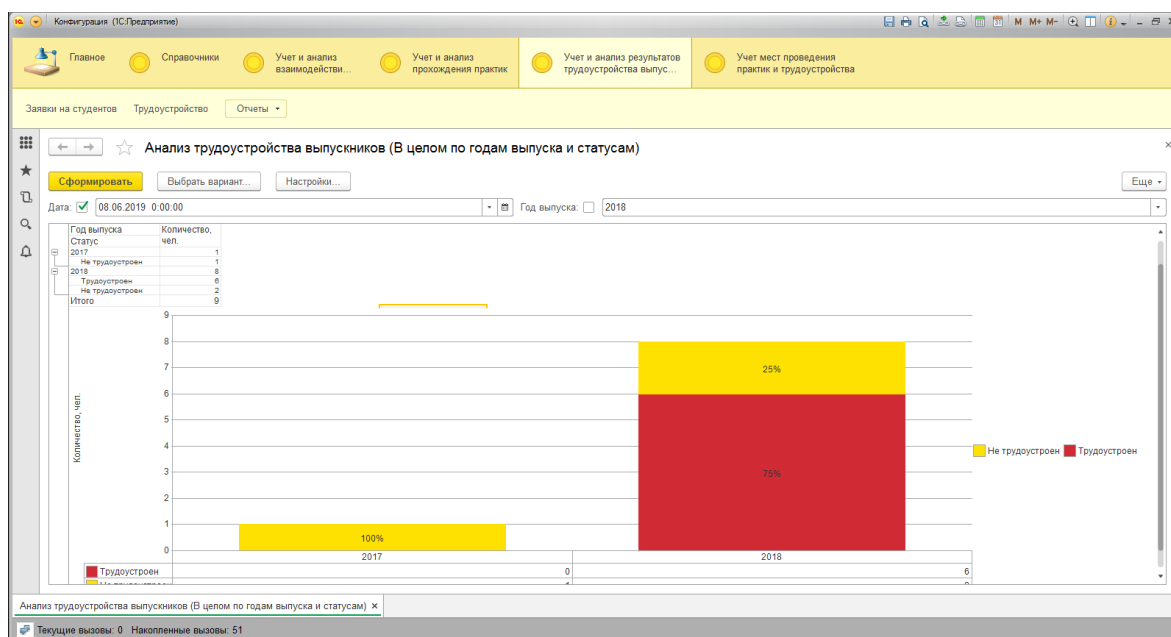 Конфигурация (1С:Предприятие)
M M+ M-
Главное
Справочники
Учет и анализ
взаимодействи...
Учет и анализ
прохождения практик
Учет и анализ результатов
трудоустройства выпус...
Учет мест проведения
практик и трудоустройства
Заявки на студентов Трудоустройство Отчеты
Анализ трудоустройства выпускников (В целом по годам выпуска и статусам)
Сформировать Выбрать вариант... Настройки... Еще
Дата: 08.06.2019 0:00:00 Год выпуска: 2018
Год выпуска Количество,
Статус чел.
2017 1
Не трудоустроен 1
2018 8
Трудоустроен 6
Не трудоустроен 2
Итого 9
Количество, чел.
9
8
7
6
5
4
3
2
1
0
25%
75%
100%
Не трудоустроен Трудоустроен
2017 2018
Трудоустроен 0 6
Анализ трудоустройства выпускников (В целом по годам выпуска и статусам) ×
Текущие вызовы: 0 Накопленные вызовы: 51